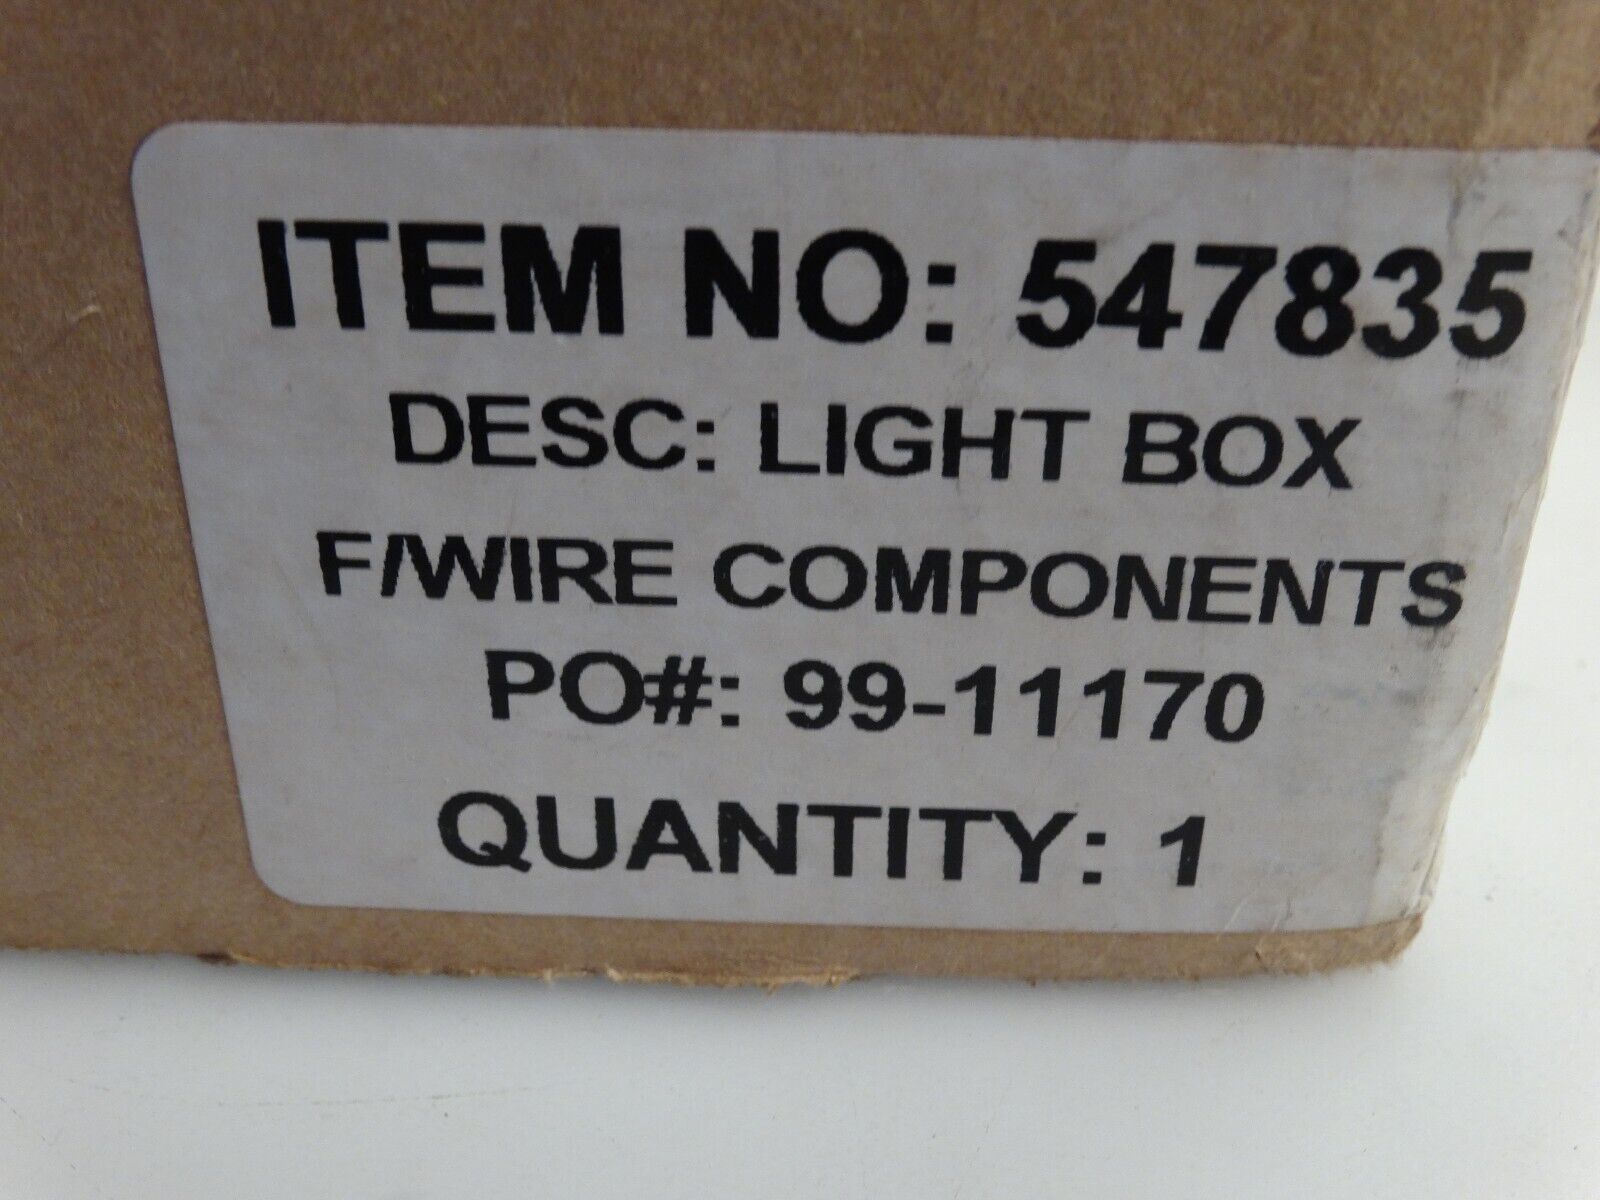 ITEM NO: 547835
DESC: LIGHT BOX
F/WIRE COMPONENTS
PO#: 99-11170
QUANTITY: 1